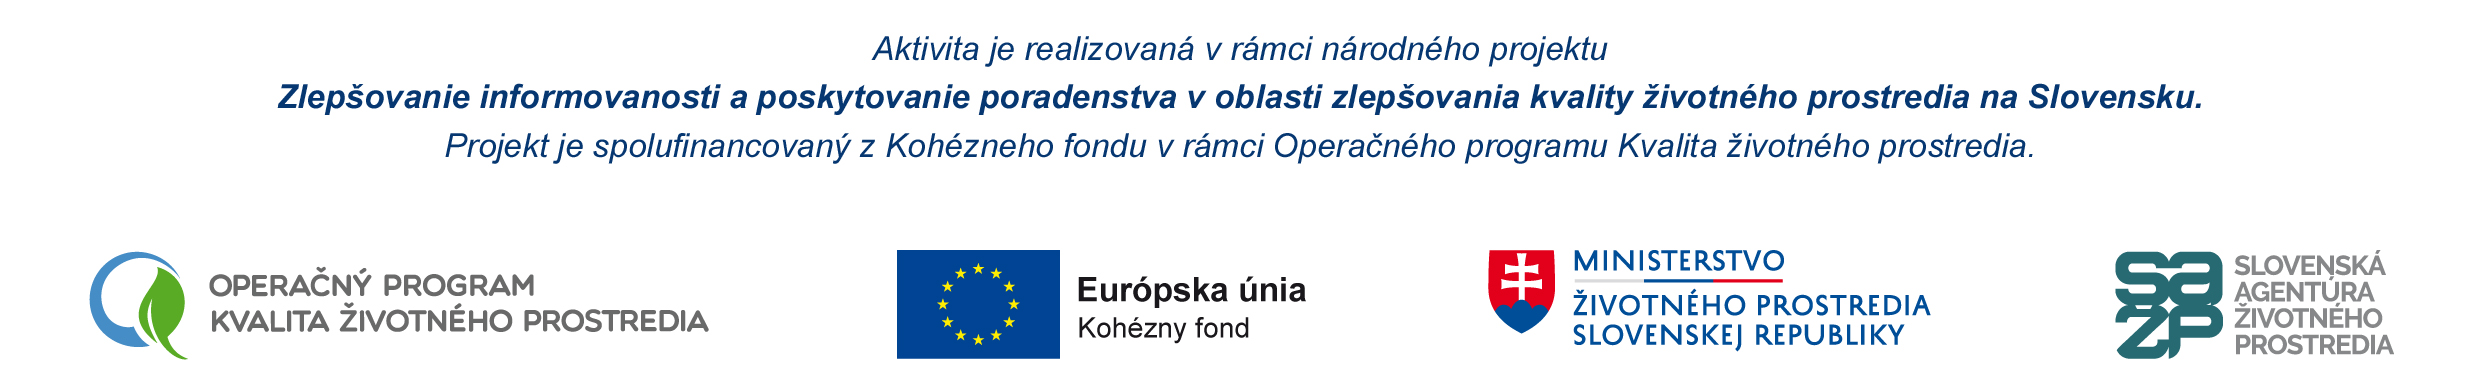 Aktivita je realizovaná v rámci národného projektu
Zlepšovanie informovanosti a poskytovanie poradenstva v oblasti zlepšovania kvality životného prostredia na Slovensku.
Projekt je spolufinancovaný z Kohézneho fondu v rámci Operačného programu Kvalita životného prostredia.
OPERAČNÝ PROGRAM
KVALITA ŽIVOTNÉHO PROSTREDIA
Európska únia
Kohézny fond
MINISTERSTVO
ŽIVOTNÉHO PROSTREDIA
SLOVENSKEJ REPUBLIKY
sa
zp
SLOVENSKÁ
AGENTÚRA
ŽIVOTNÉHO
PROSTREDIA